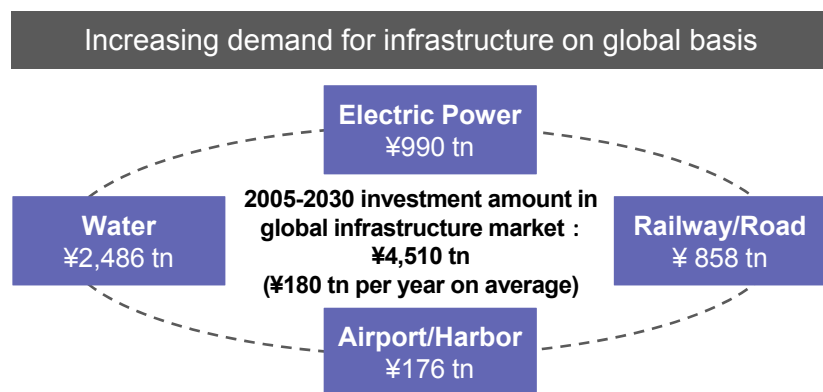 Increasing demand for infrastructure on global basis
Electric Power
¥990 tn
Water
¥2,486 tn
2005-2030 investment amount in
global infrastructure market：
¥4,510 tn
(¥180 tn per year on average)
Railway/Road
¥ 858 tn
Airport/Harbor
¥176 tn